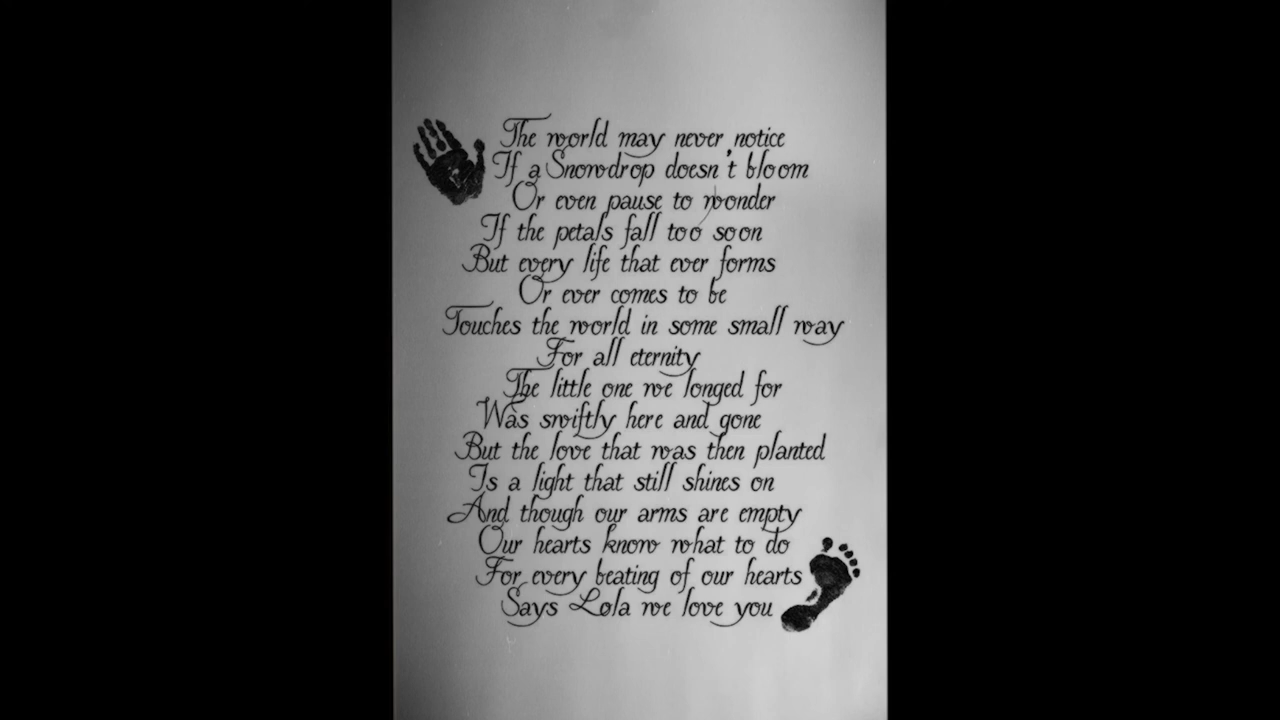 The world may never notice
If a Snowdrop doesn't bloom
Or even pause to wonder
If the petals fall too soon
But every life that ever forms
Or ever comes to be
Touches the world in some small way
For all eternity
The little one we longed for
Was swiftly here and gone
But the love that was then planted
Is a light that still shines on
And though our arms are empty
Our hearts know what to do
For every beating of our hearts
Says Lola we love you